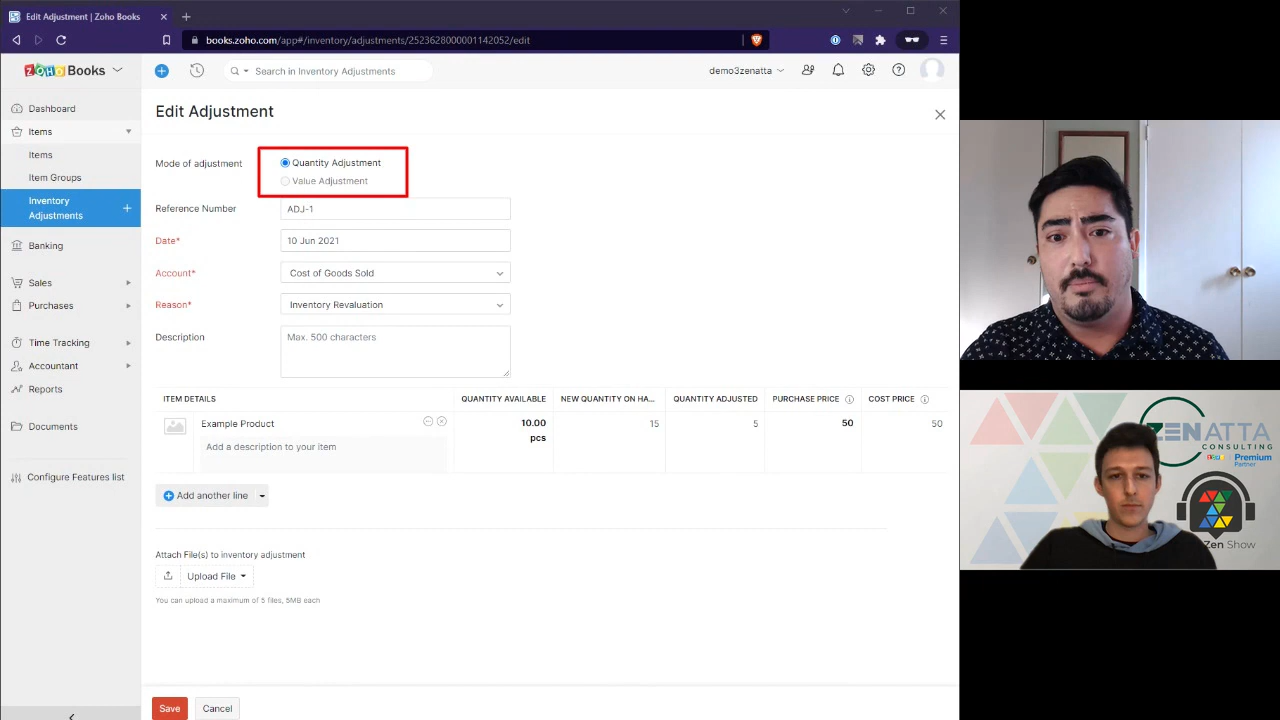 Edit Adjustment | Zoho Books
books.zoho.com/app#/inventory/adjustments/2523628000001142052/edit
ZOHO Books
Search in Inventory Adjustments
demo3zenatta
Dashboard
Items
Items
Item Groups
Inventory
Adjustments
Banking
Sales
Purchases
Time Tracking
Accountant
Reports
Documents
Configure Features list
Edit Adjustment
Mode of adjustment
Quantity Adjustment
Value Adjustment
Reference Number
ADJ-1
Date*
10 Jun 2021
Account*
Cost of Goods Sold
Reason*
Inventory Revaluation
Description
Max. 500 characters
ITEM DETAILS QUANTITY AVAILABLE NEW QUANTITY ON HA... QUANTITY ADJUSTED PURCHASE PRICE COST PRICE
Example Product 10.00 15 5 50 50
pcs
Add a description to your item
Add another line
Attach File(s) to inventory adjustment
Upload File
You can upload a maximum of 5 files, 5MB each
Save Cancel
ZENATTA
CONSULTING
Premium
Partner
Zen Show